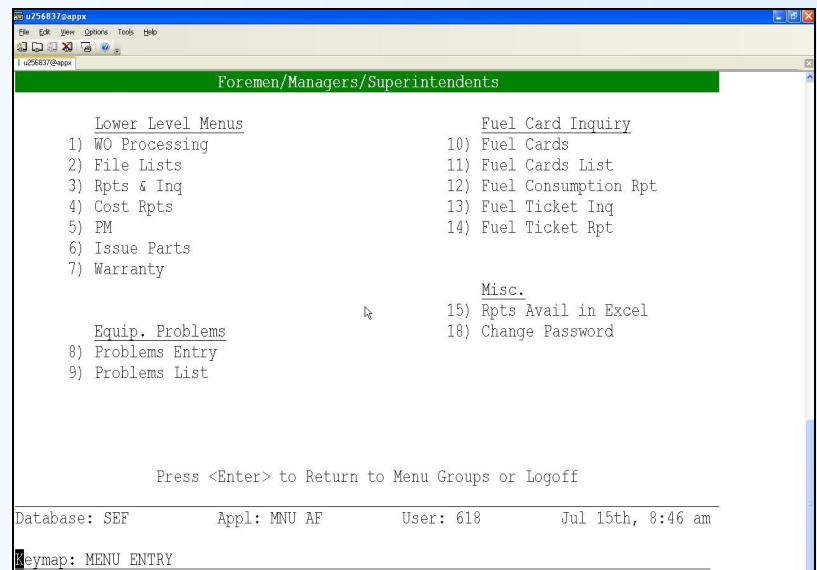 u256837@appx
File Edit View Options Tools Help
u256837@appx
Foremen/Managers/Superintendents
Lower Level Menus
1) WO Processing
2) File Lists
3) Rpts & Inq
4) Cost Rpts
5) PM
6) Issue Parts
7) Warranty
Equip. Problems
8) Problems Entry
9) Problems List
Fuel Card Inquiry
10) Fuel Cards
11) Fuel Cards List
12) Fuel Consumption Rpt
13) Fuel Ticket Inq
14) Fuel Ticket Rpt
Misc.
15) Rpts Avail in Excel
18) Change Password
Press <Enter> to Return to Menu Groups or Logoff
Database: SEF Appl: MNU AF User: 618 Jul 15th, 8:46 am
Keymap: MENU ENTRY